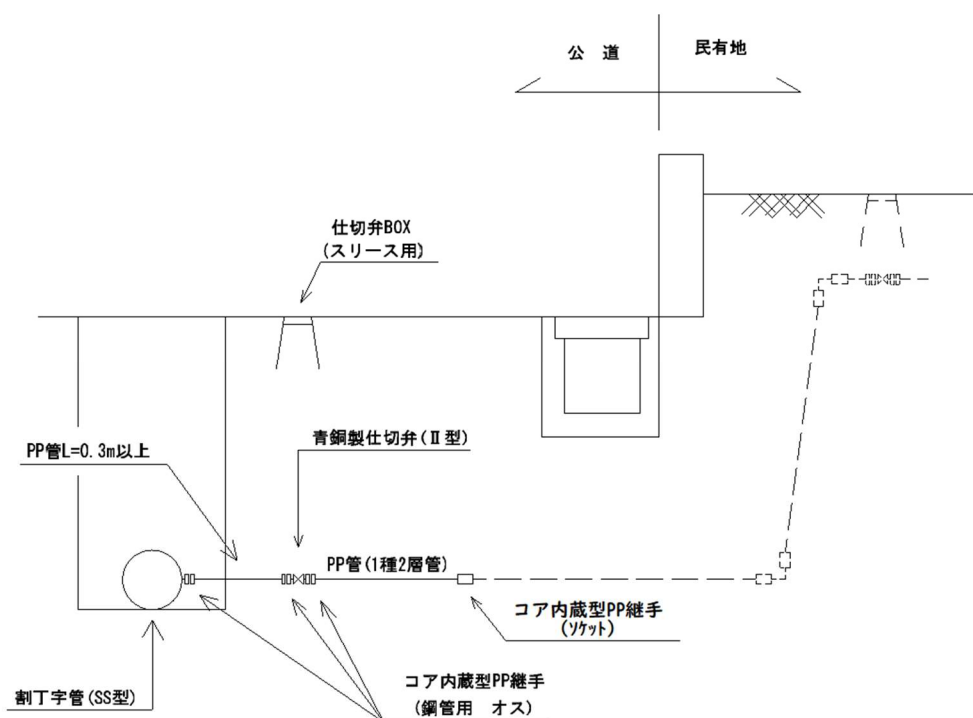 公 道
民有地
仕切弁BOX
(スリース用)
青銅製仕切弁(Ⅱ型)
PP管L=0.3m以上
PP管(1種2層管)
コア内蔵型PP継手
(ｿｹｯﾄ)
コア内蔵型PP継手
(鋼管用 オス)
割丁字管(SS型)